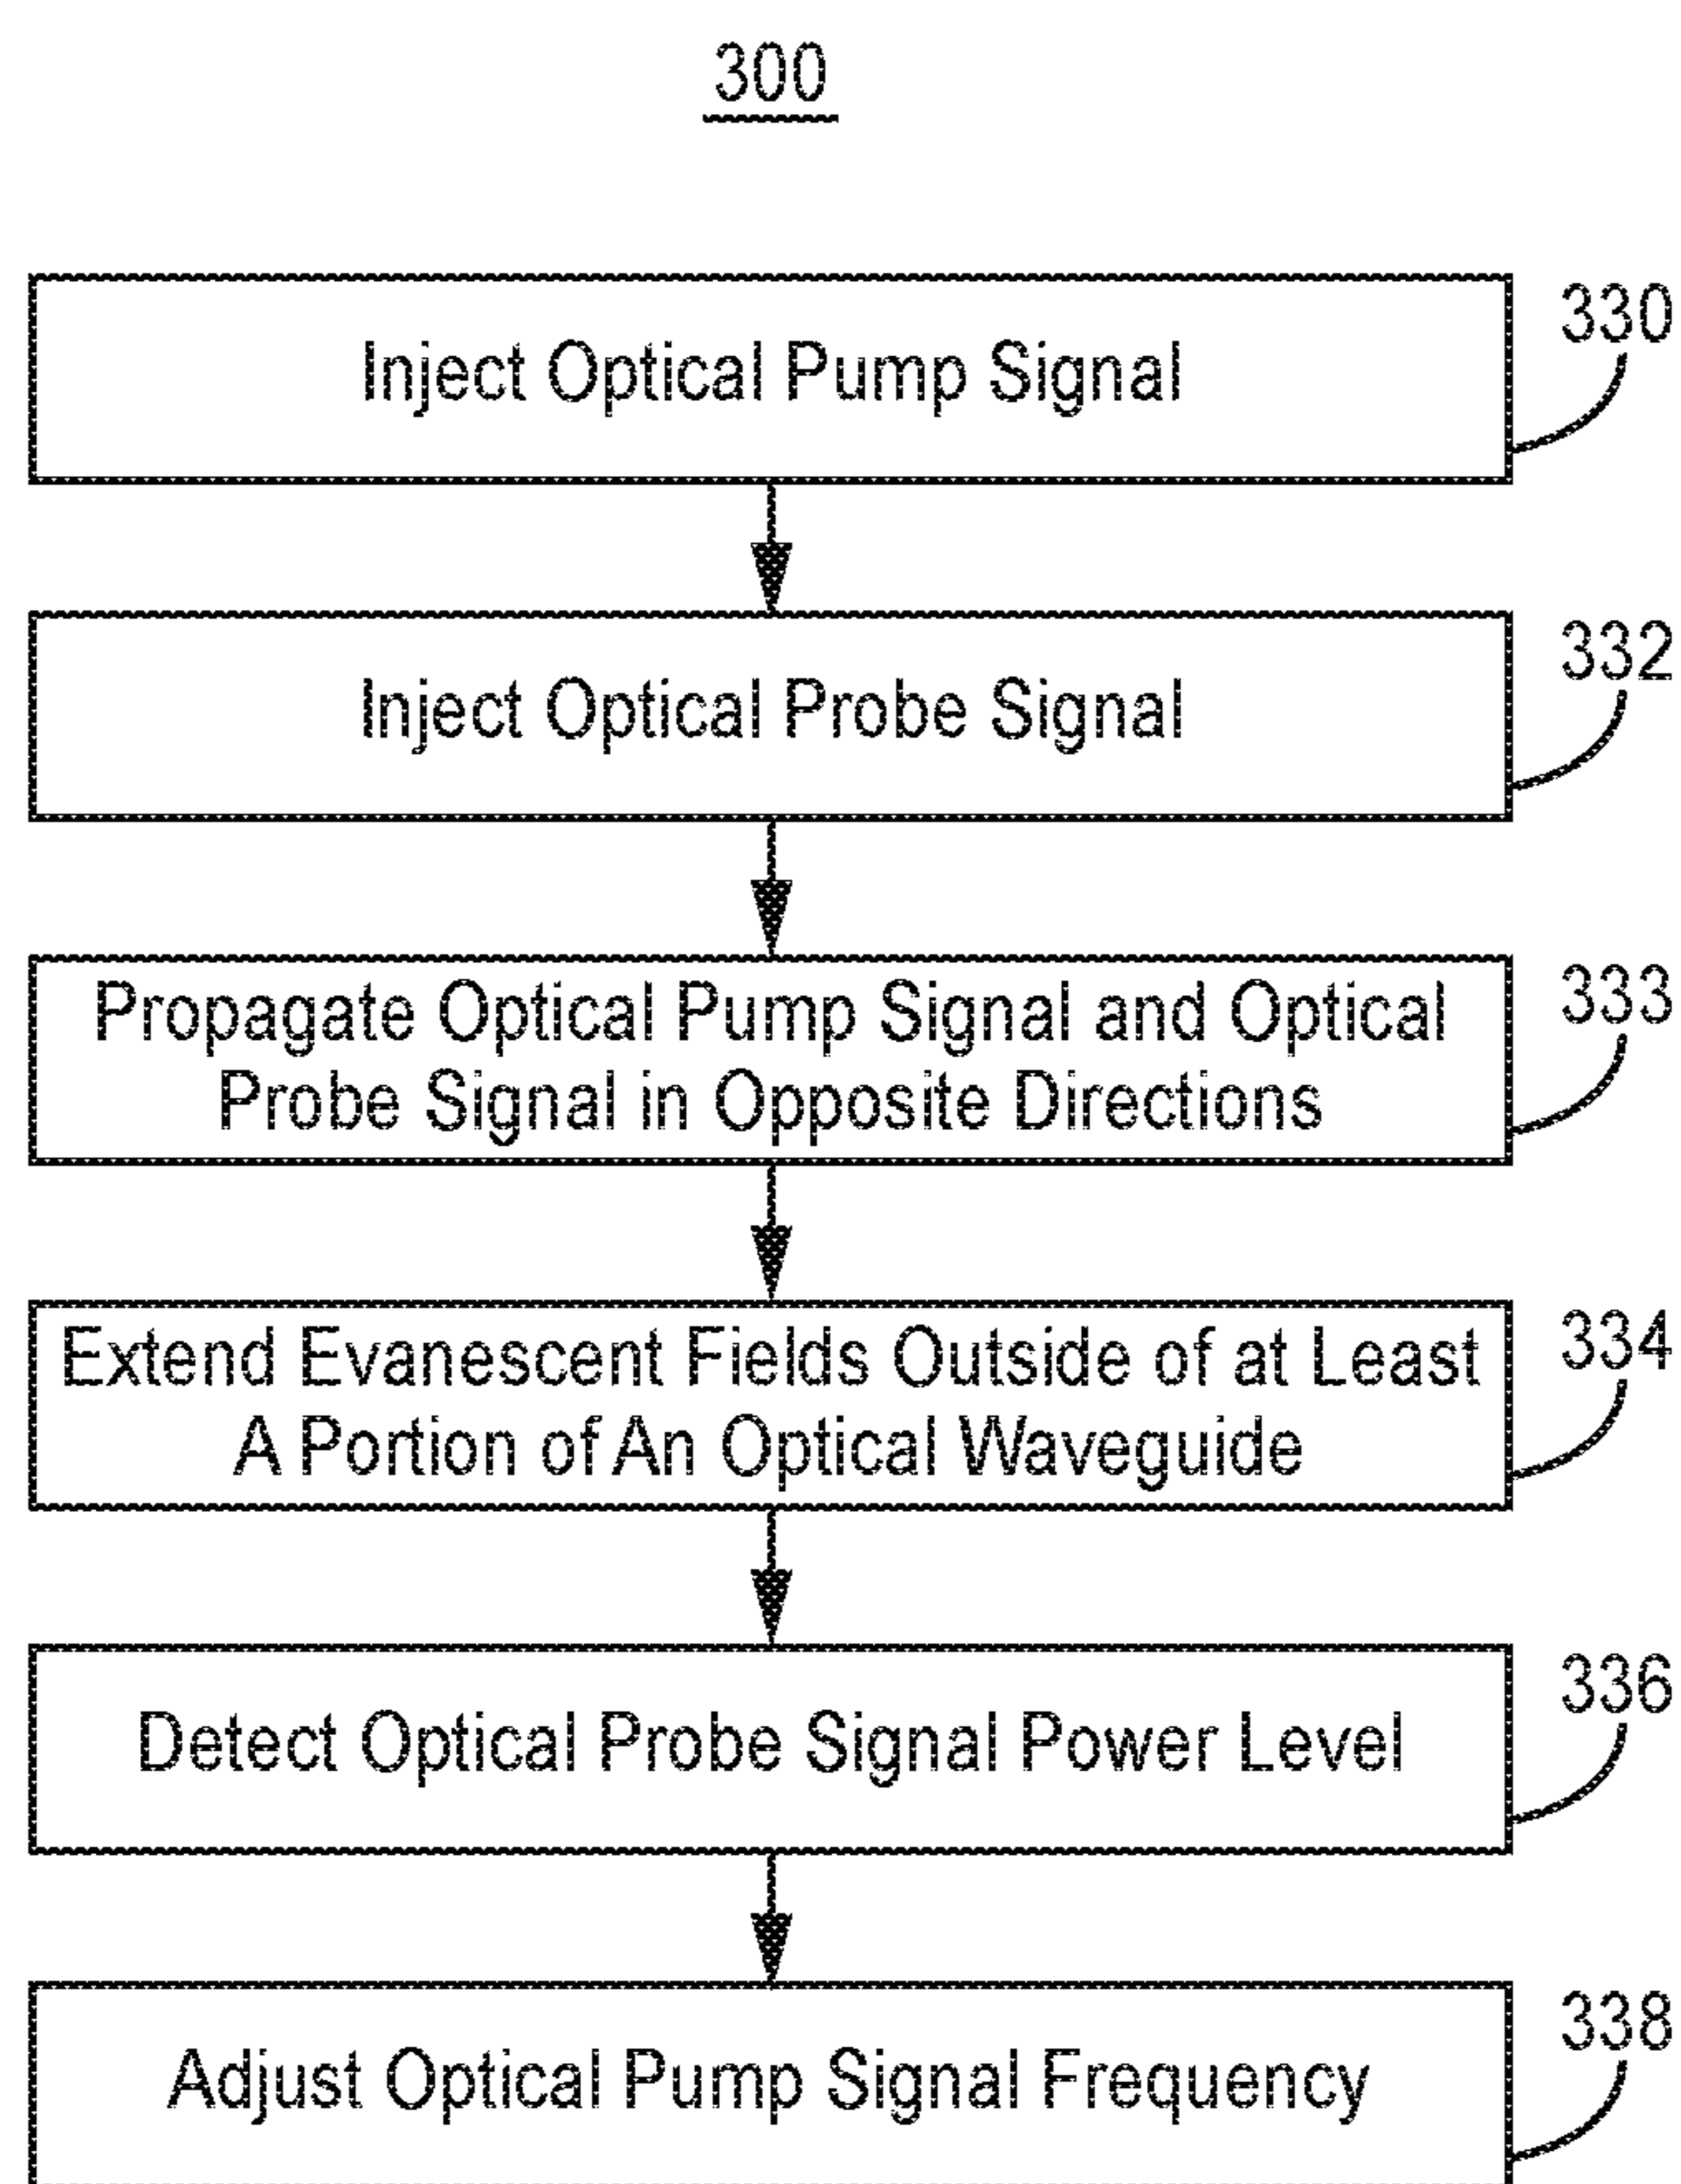 300
Inject Optical Pump Signal
330
Inject Optical Probe Signal
332
Propagate Optical Pump Signal and Optical
Probe Signal in Opposite Directions
333
Extend Evanescent Fields Outside of at Least
A Portion of An Optical Waveguide
334
Detect Optical Probe Signal Power Level
336
Adjust Optical Pump Signal Frequency
338